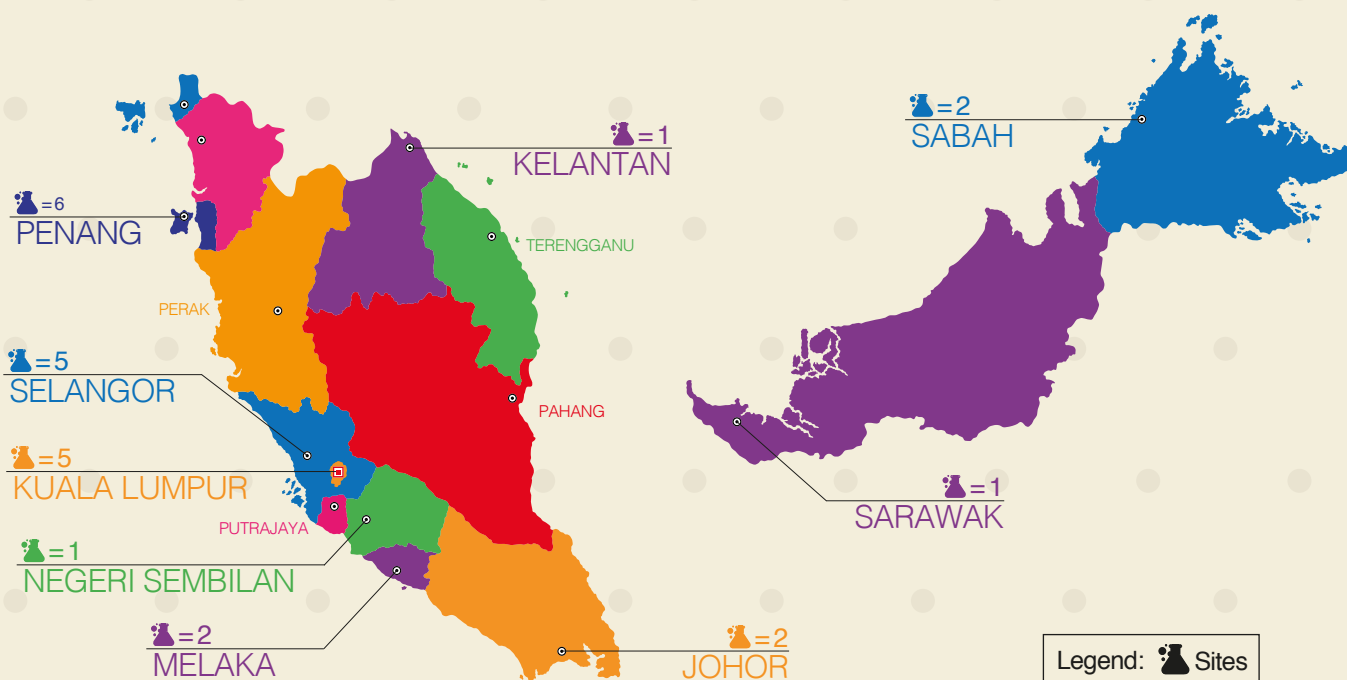 =1
KELANTAN
=2
SABAH
=6
PENANG
TERENGGANU
PERAK
=5
SELANGOR
PAHANG
=5
KUALA LUMPUR
=1
SARAWAK
PUTRAJAYA
=1
NEGERI SEMBILAN
=2
MELAKA
=2
JOHOR
Legend: Sites